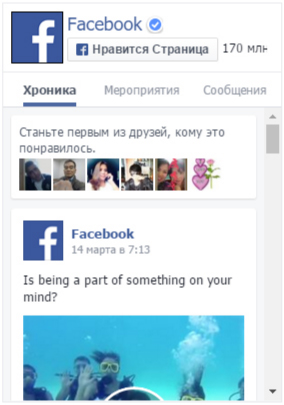 Facebook
Нравится Страница 170 млн
Хроника Мероприятия Сообщения
Станьте первым из друзей, кому это
понравилось.
Facebook
14 марта в 7:13
Is being a part of something on your
mind?